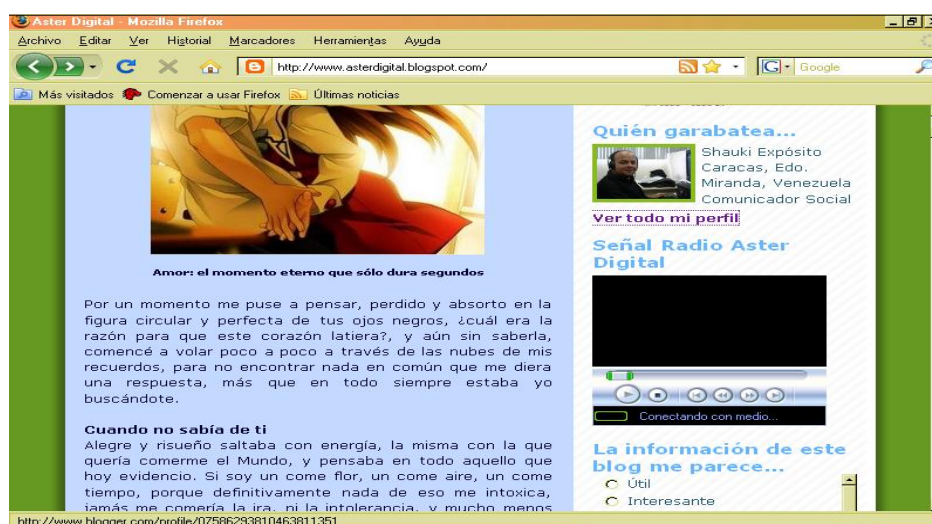 Aster Digital - Mozilla Firefox
Archivo Editar Ver Historial Marcadores Herramientas Ayuda
http://www.asterdigital.blogspot.com/
G Google
Más visitados Comenzar a usar Firefox Últimas noticias
Amor: el momento eterno que sólo dura segundos
Por un momento me puse a pensar, perdido y absorto en la
figura circular y perfecta de tus ojos negros, ¿cuál era la
razón para que este corazón latiera?, y aún sin saberla,
comencé a volar poco a poco a través de las nubes de mis
recuerdos, para no encontrar nada en común que me diera
una respuesta, más que en todo siempre estaba yo
buscándote.
Cuando no sabía de ti
Alegre y risueño saltaba con energía, la misma con la que
quería comerme el Mundo, y pensaba en todo aquello que
hoy evidencio. Si soy un come flor, un come aire, un come
tiempo, porque definitivamente nada de eso me intoxica,
jamás me comería la ira, ni la intolerancia, y mucho menos
Quién garabatea...
Shauki Expósito
Caracas, Edo.
Miranda, Venezuela
Comunicador Social
Ver todo mi perfil
Señal Radio Aster
Digital
Conectando con medio...
La información de este
blog me parece...
Útil
Interesante
http://www.blogger.com/profile/07586293810463811351